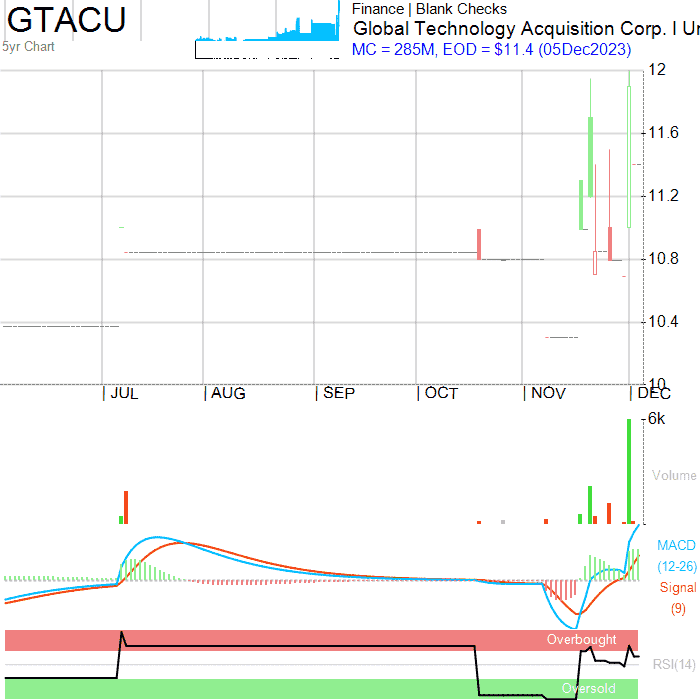 GTACU
5yr Chart
Finance | Blank Checks
Global Technology Acquisition Corp. I Un
MC = 285M, EOD = $11.4 (05Dec2023)
12
11.6
11.2
10.8
10.4
10
JUL AUG SEP OCT NOV DEC
6k
Volume
MACD
(12-26)
Signal
(9)
Overbought
RSI(14)
Oversold